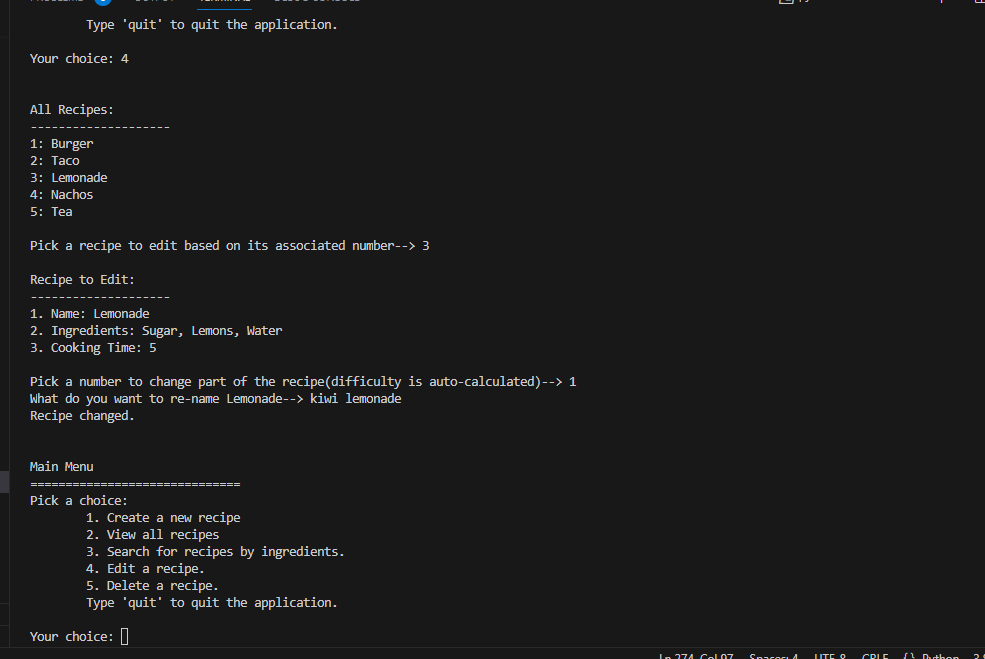 Type 'quit' to quit the application.
Your choice: 4
All Recipes:
--------------------
1: Burger
2: Taco
3: Lemonade
4: Nachos
5: Tea
Pick a recipe to edit based on its associated number--> 3
Recipe to Edit:
--------------------
1. Name: Lemonade
2. Ingredients: Sugar, Lemons, Water
3. Cooking Time: 5
Pick a number to change part of the recipe(difficulty is auto-calculated)--> 1
What do you want to re-name Lemonade--> kiwi lemonade
Recipe changed.
Main Menu
==============================
Pick a choice:
1. Create a new recipe
2. View all recipes
3. Search for recipes by ingredients.
4. Edit a recipe.
5. Delete a recipe.
Type 'quit' to quit the application.
Your choice:
Ln 274, Col 97 Spaces: 4 UTF-8 CRLF {} Python